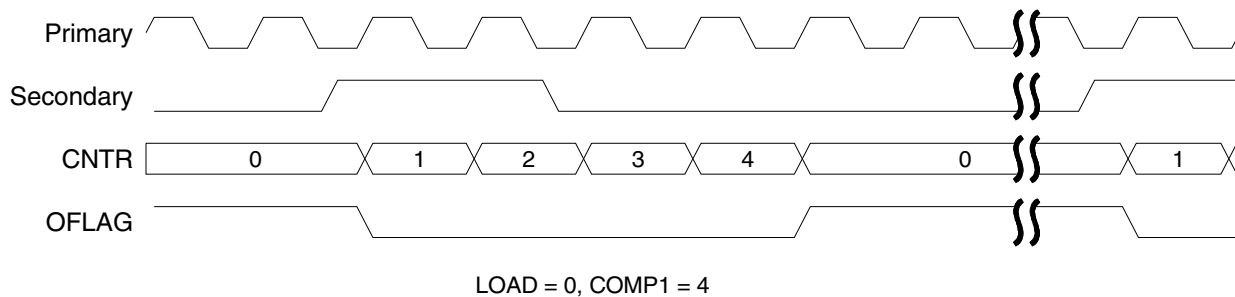 Primary
Secondary
CNTR 0 1 2 3 4 0 1
OFLAG
LOAD = 0, COMP1 = 4